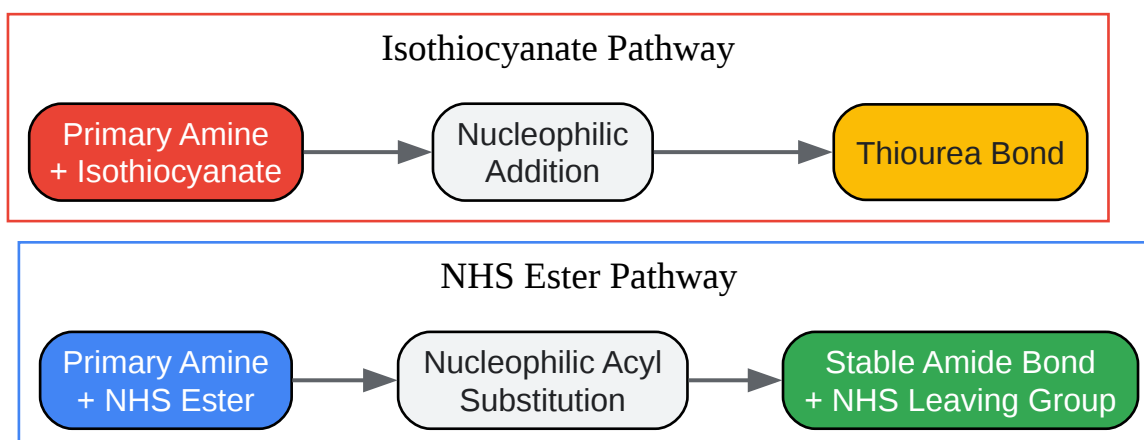 Isothiocyanate Pathway
Primary Amine
+ Isothiocyanate
Nucleophilic
Addition
Thiourea Bond
NHS Ester Pathway
Primary Amine
+ NHS Ester
Nucleophilic Acyl
Substitution
Stable Amide Bond
+ NHS Leaving Group